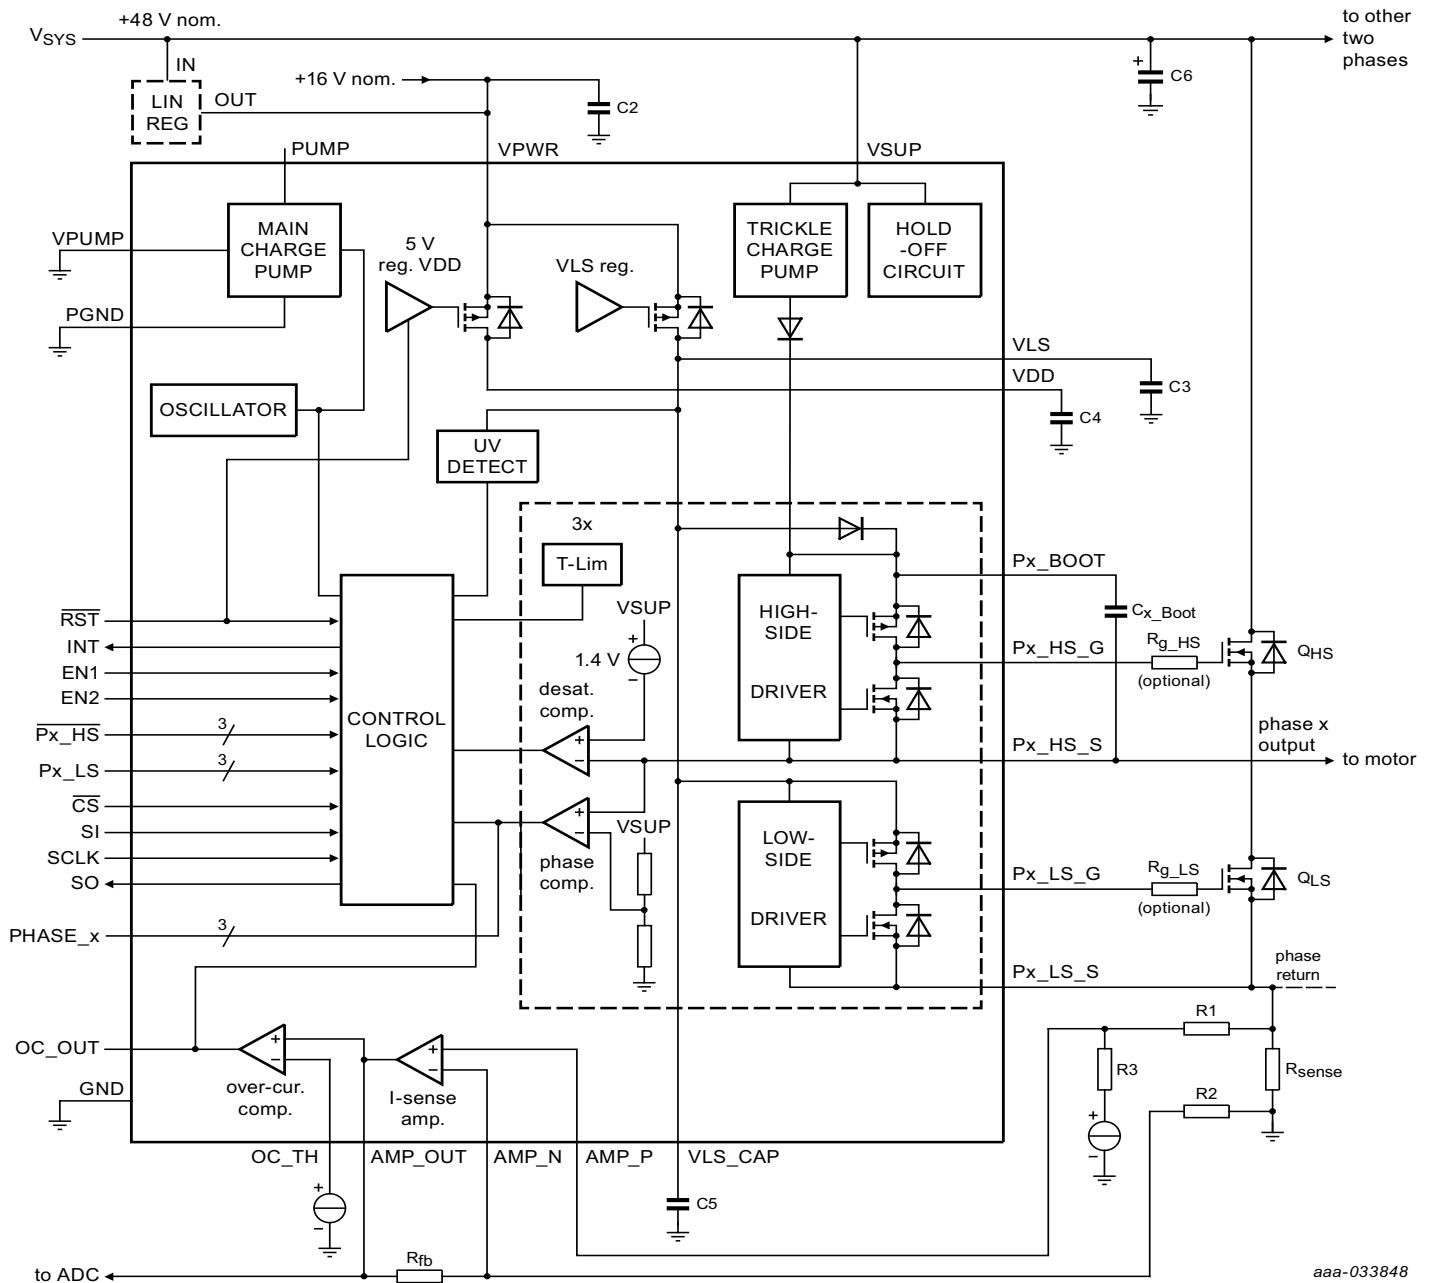 +48 V nom.
VSYS
to other
two
phases
IN
LIN
REG
OUT
+16 V nom.
C2
C6
PUMP
VPWR
VSUP
MAIN
CHARGE
PUMP
VPUMP
PGND
5 V
reg. VDD
VLS reg.
TRICKLE
CHARGE
PUMP
HOLD
-OFF
CIRCUIT
VLS
VDD
C3
C4
OSCILLATOR
UV
DETECT
3x
T-Lim
VSUP
+
1.4 V
-
desat.
comp.
+
-
HIGH-
SIDE
DRIVER
Px_BOOT
Cx_Boot
Px_HS_G
Rg_HS
(optional)
QHS
phase x
output
Px_HS_S
to motor
RST
INT
EN1
EN2
Px_HS
3
Px_LS
3
CS
SI
SCLK
SO
PHASE_x
3
CONTROL
LOGIC
+
-
phase
comp.
VSUP
LOW-
SIDE
DRIVER
Px_LS_G
Rg_LS
(optional)
QLS
Px_LS_S
phase
return
R1
R3
Rsense
R2
+
-
OC_OUT
GND
+
-
over-cur.
comp.
+
-
I-sense
amp.
OC_TH
AMP_OUT
AMP_N
AMP_P
VLS_CAP
+
-
C5
Rfb
to ADC
+
aaa-033848